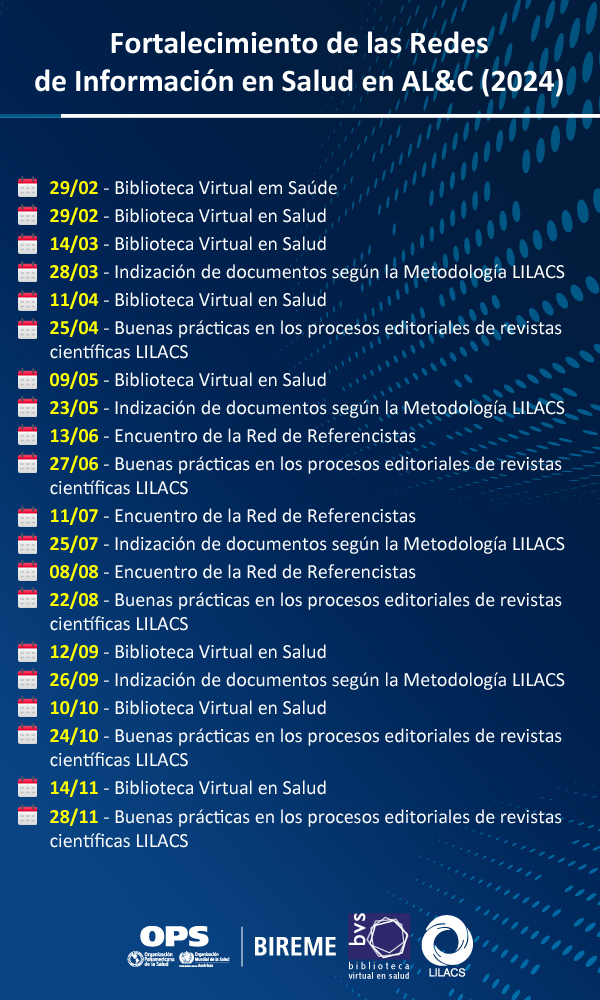 Fortalecimiento de las Redes
de Información en Salud en AL&C (2024)
29/02 - Biblioteca Virtual em Saúde
29/02 - Biblioteca Virtual en Salud
14/03 - Biblioteca Virtual en Salud
28/03 - Indización de documentos según la Metodología LILACS
11/04 - Biblioteca Virtual en Salud
25/04 - Buenas prácticas en los procesos editoriales de revistas
científicas LILACS
09/05 - Biblioteca Virtual en Salud
23/05 - Indización de documentos según la Metodología LILACS
13/06 - Encuentro de la Red de Referencistas
27/06 - Buenas prácticas en los procesos editoriales de revistas
científicas LILACS
11/07 - Encuentro de la Red de Referencistas
25/07 - Indización de documentos según la Metodología LILACS
08/08 - Encuentro de la Red de Referencistas
22/08 - Buenas prácticas en los procesos editoriales de revistas
científicas LILACS
12/09 - Biblioteca Virtual en Salud
26/09 - Indización de documentos según la Metodología LILACS
10/10 - Biblioteca Virtual en Salud
24/10 - Buenas prácticas en los procesos editoriales de revistas
científicas LILACS
14/11 - Biblioteca Virtual en Salud
28/11 - Buenas prácticas en los procesos editoriales de revistas
científicas LILACS
OPS
Organización
Panamericana
de la Salud
Organización
Mundial de la Salud
Américas
BIREME
bvs
biblioteca
virtual en salud
LILACS